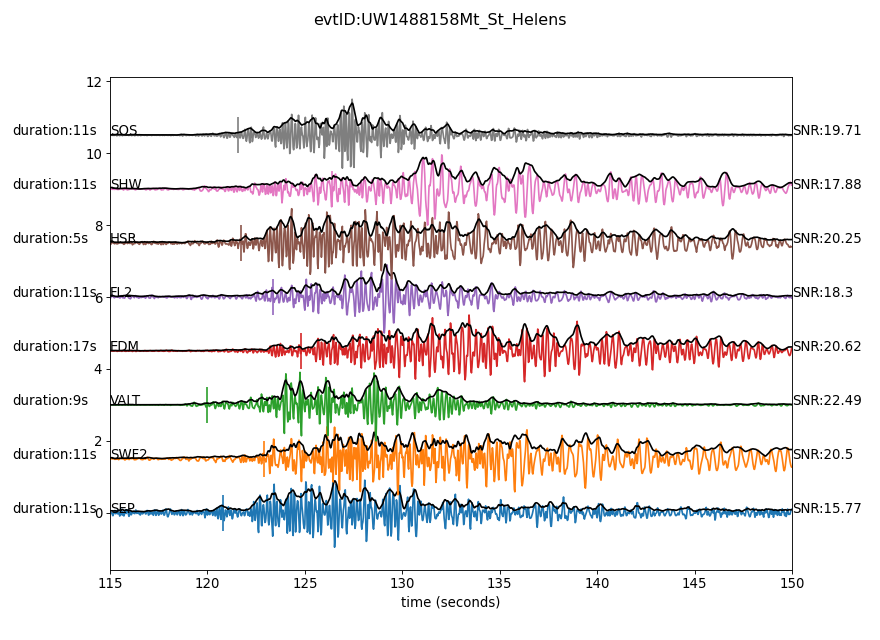 evtID:UW1488158Mt_St_Helens
12
duration:11s SOS SNR:19.71
10
duration:11s SHW SNR:17.88
8
duration:5s HSR SNR:20.25
duration:11s FL2 SNR:18.3
6
duration:17s EDM SNR:20.62
4
duration:9s VALT SNR:22.49
2
duration:11s SWF2 SNR:20.5
duration:11s SEP SNR:15.77
0
115 120 125 130 135 140 145 150
time (seconds)